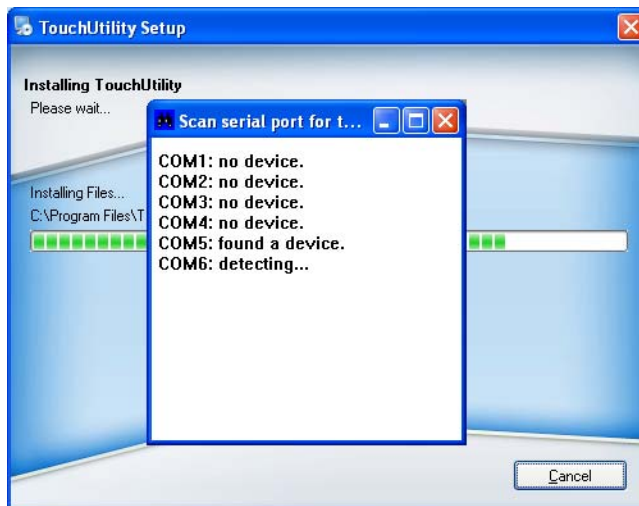 TouchUtility Setup
Installing TouchUtility
Please wait...
Scan serial port for t...
COM1: no device.
COM2: no device.
COM3: no device.
COM4: no device.
COM5: found a device.
COM6: detecting...
Installing Files...
C:\Program Files\T
Cancel